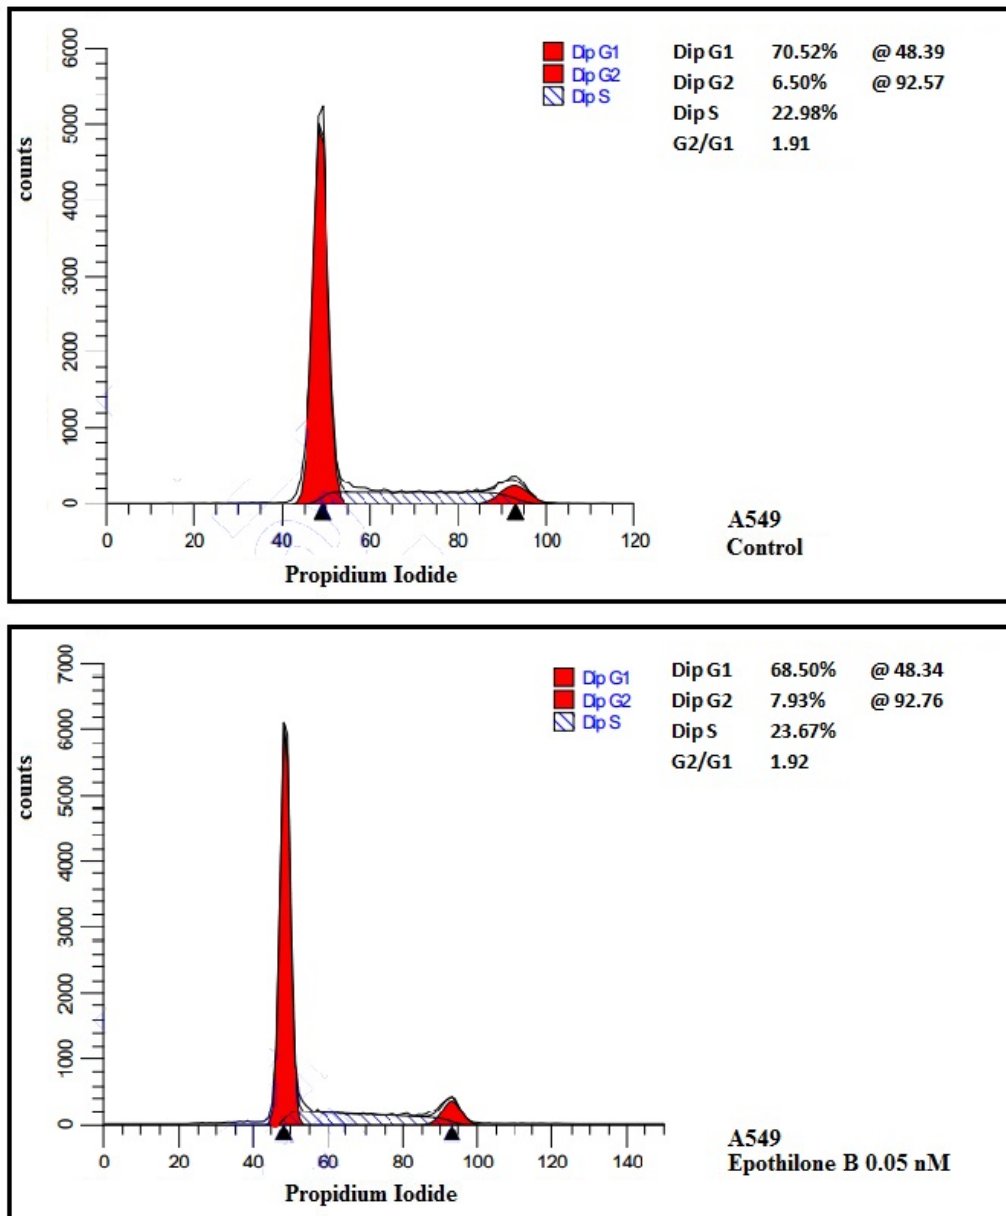 6000
5000
4000
3000
2000
1000
0
counts
0 20 40 60 80 100 120
Propidium Iodide
Dip G1
Dip G2
Dip S
Dip G1 70.52% @ 48.39
Dip G2 6.50% @ 92.57
Dip S 22.98%
G2/G1 1.91
A549
Control
7000
6000
5000
4000
3000
2000
1000
0
counts
0 20 40 60 80 100 120 140
Propidium Iodide
Dip G1
Dip G2
Dip S
Dip G1 68.50% @ 48.34
Dip G2 7.93% @ 92.76
Dip S 23.67%
G2/G1 1.92
A549
Epothilone B 0.05 nM